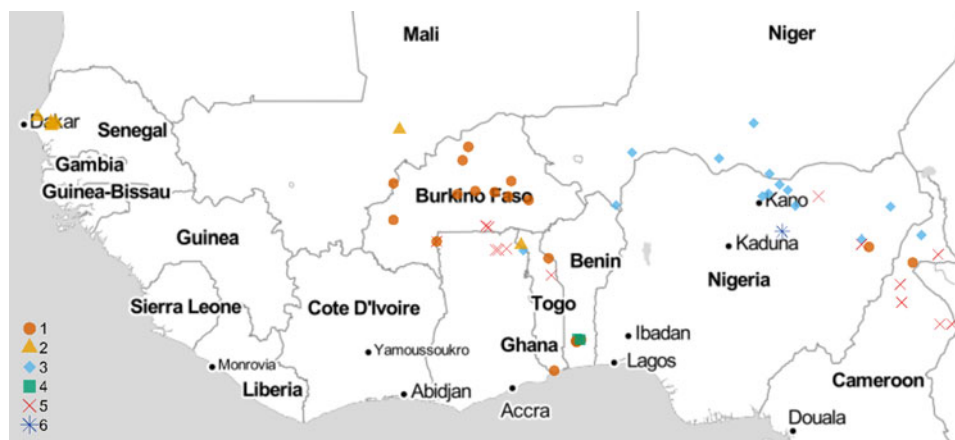 Mali
Niger
Dakar
Senegal
Gambia
Guinea-Bissau
Burkino Faso
Kano
Guinea
Kaduna
Benin
Nigeria
Sierra Leone
Cote D'Ivoire
Togo
1
2
3
4
5
6
Ghana
Ibadan
Yamoussoukro
Lagos
Monrovia
Liberia
Abidjan
Accra
Cameroon
Douala